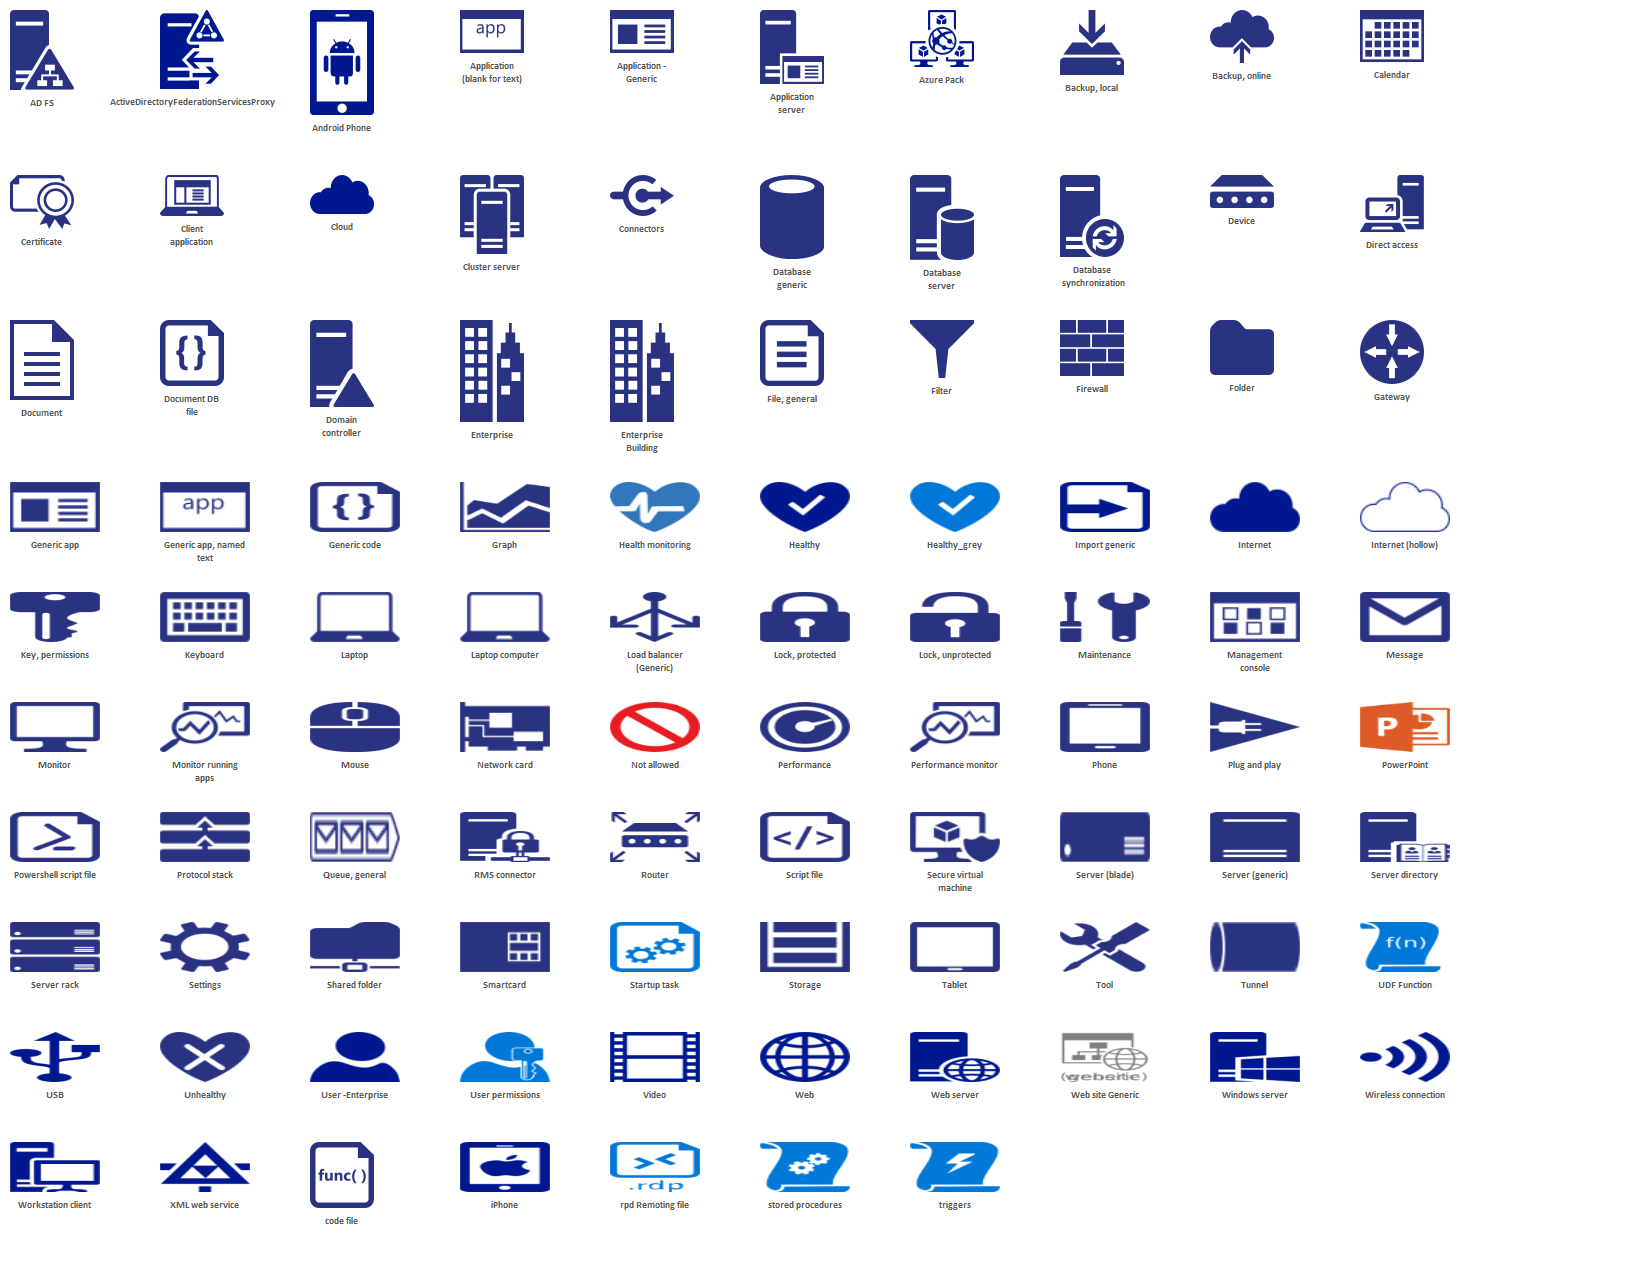 app
AD FS
ActiveDirectoryFederationServicesProxy
Android Phone
Application
(blank for text)
Application -
Generic
Application
server
Azure Pack
Backup, local
Backup, online
Calendar
Certificate
Client
application
Cloud
Cluster server
Connectors
Database
generic
Database
server
Database
synchronization
Device
Direct access
{}
Document
Document DB
file
Domain
controller
Enterprise
Enterprise
Building
File, general
Filter
Firewall
Folder
Gateway
app
{}
Generic app
Generic app, named
text
Generic code
Graph
Health monitoring
Healthy
Healthy_grey
Import generic
Internet
Internet (hollow)
Key, permissions
Keyboard
Laptop
Laptop computer
Load balancer
(Generic)
Lock, protected
Lock, unprotected
Maintenance
Management
console
Message
P
Monitor
Monitor running
apps
Mouse
Network card
Not allowed
Performance
Performance monitor
Phone
Plug and play
PowerPoint
</>
Powershell script file
Protocol stack
Queue, general
RMS connector
Router
Script file
Secure virtual
machine
Server (blade)
Server (generic)
Server directory
f(n)
Server rack
Settings
Shared folder
Smartcard
Startup task
Storage
Tablet
Tool
Tunnel
UDF Function
(website)
USB
Unhealthy
User -Enterprise
User permissions
Video
Web
Web server
Web site Generic
Windows server
Wireless connection
func( )
.rdp
Workstation client
XML web service
code file
iPhone
rpd Remoting file
stored procedures
triggers